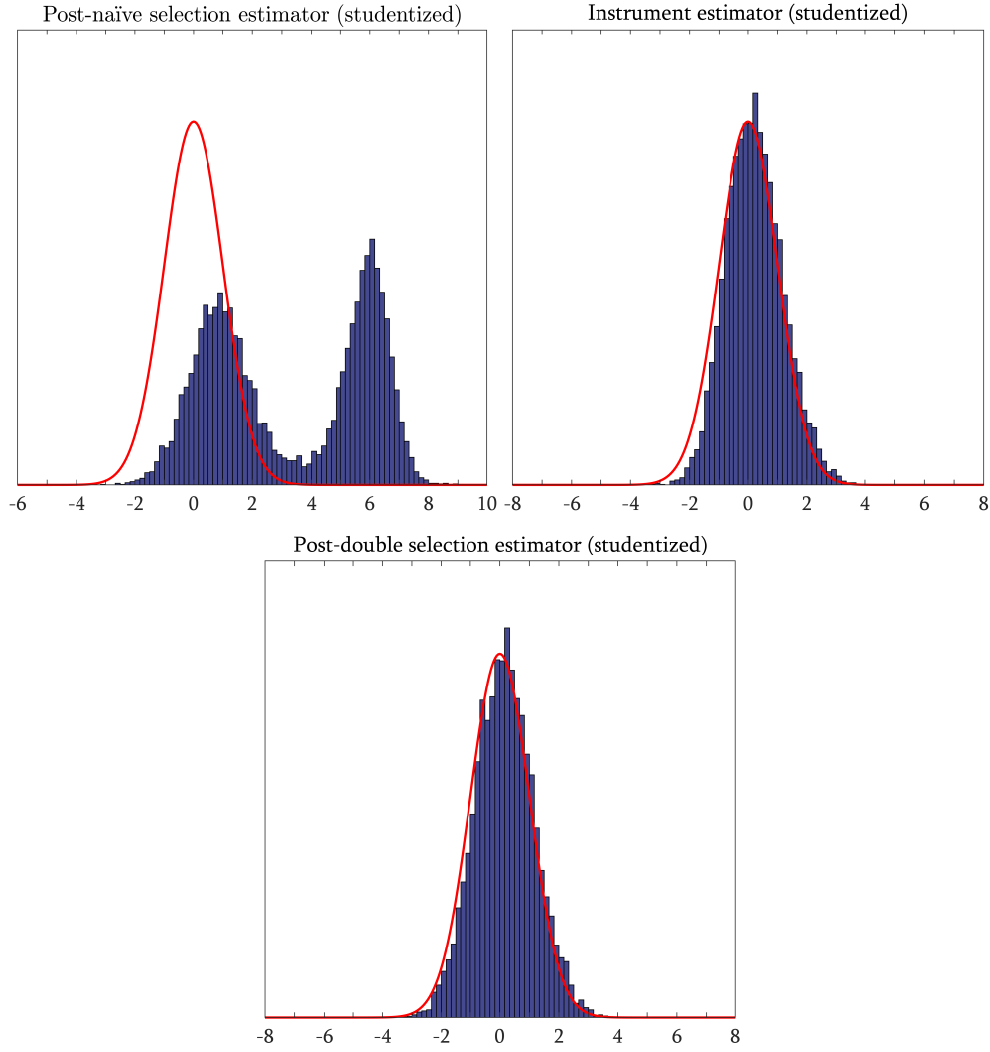 Post-naïve selection estimator (studentized)
-6 -4 -2 0 2 4 6 8 10
Instrument estimator (studentized)
-8 -6 -4 -2 0 2 4 6 8
Post-double selection estimator (studentized)
-8 -6 -4 -2 0 2 4 6 8